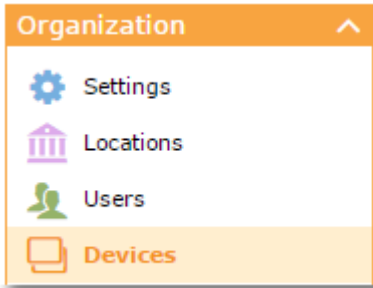 Organization
Settings
Locations
Users
Devices